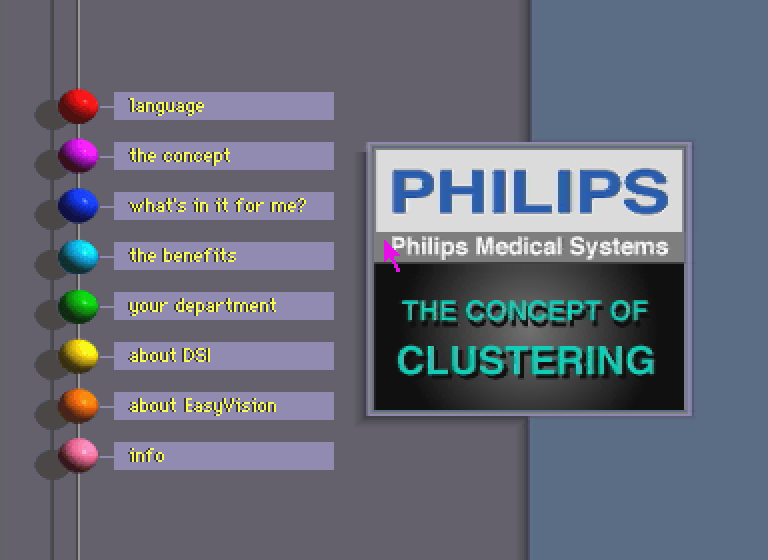 language
the concept
what's in it for me?
the benefits
your department
about DSI
about EasyVision
info
PHILIPS
Philips Medical Systems
THE CONCEPT OF
CLUSTERING